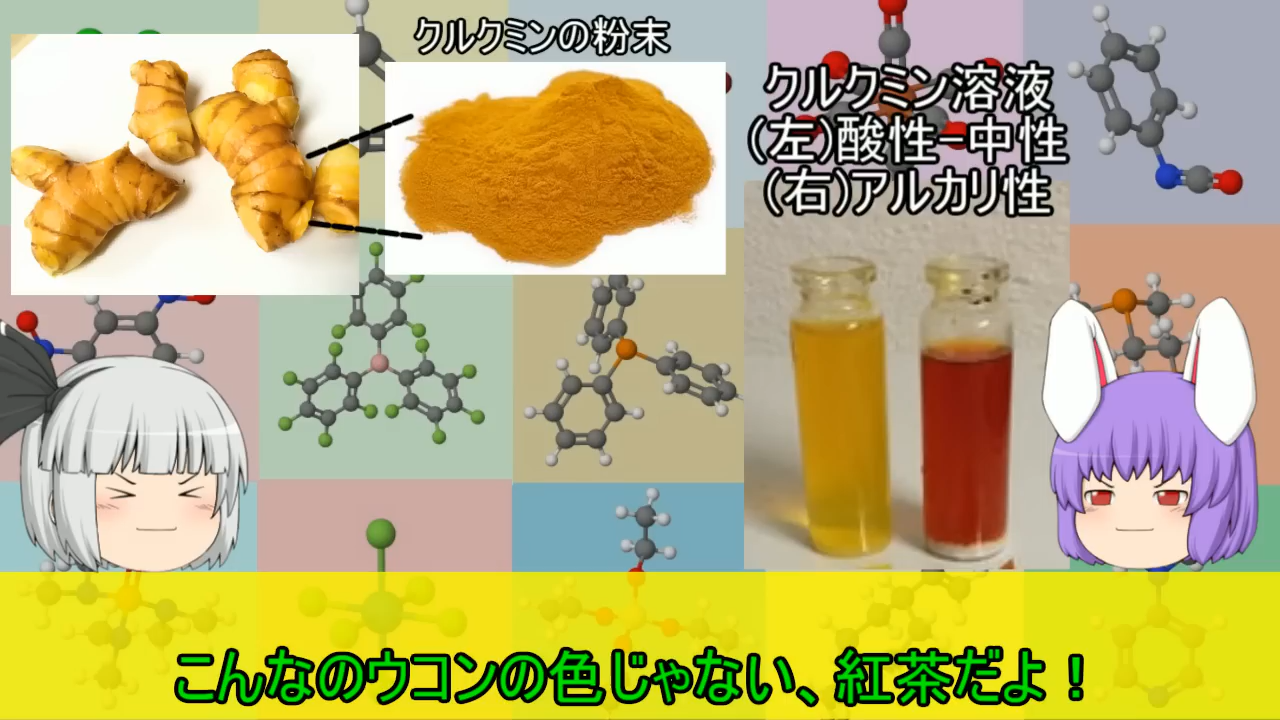 クルクミンの粉末
クルクミン溶液
(左)酸性-中性
(右)アルカリ性
こんなのウコンの色じゃない、紅茶だよ！